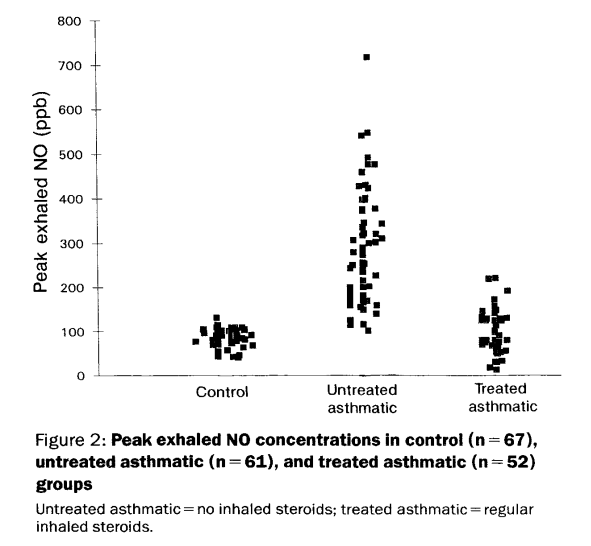 800
700
600
500
400
300
200
100
0
Peak exhaled NO (ppb)
Control
Untreated
asthmatic
Treated
asthmatic
Figure 2: Peak exhaled NO concentrations in control (n=67),
untreated asthmatic (n=61), and treated asthmatic (n=52)
groups
Untreated asthmatic=no inhaled steroids; treated asthmatic=regular
inhaled steroids.